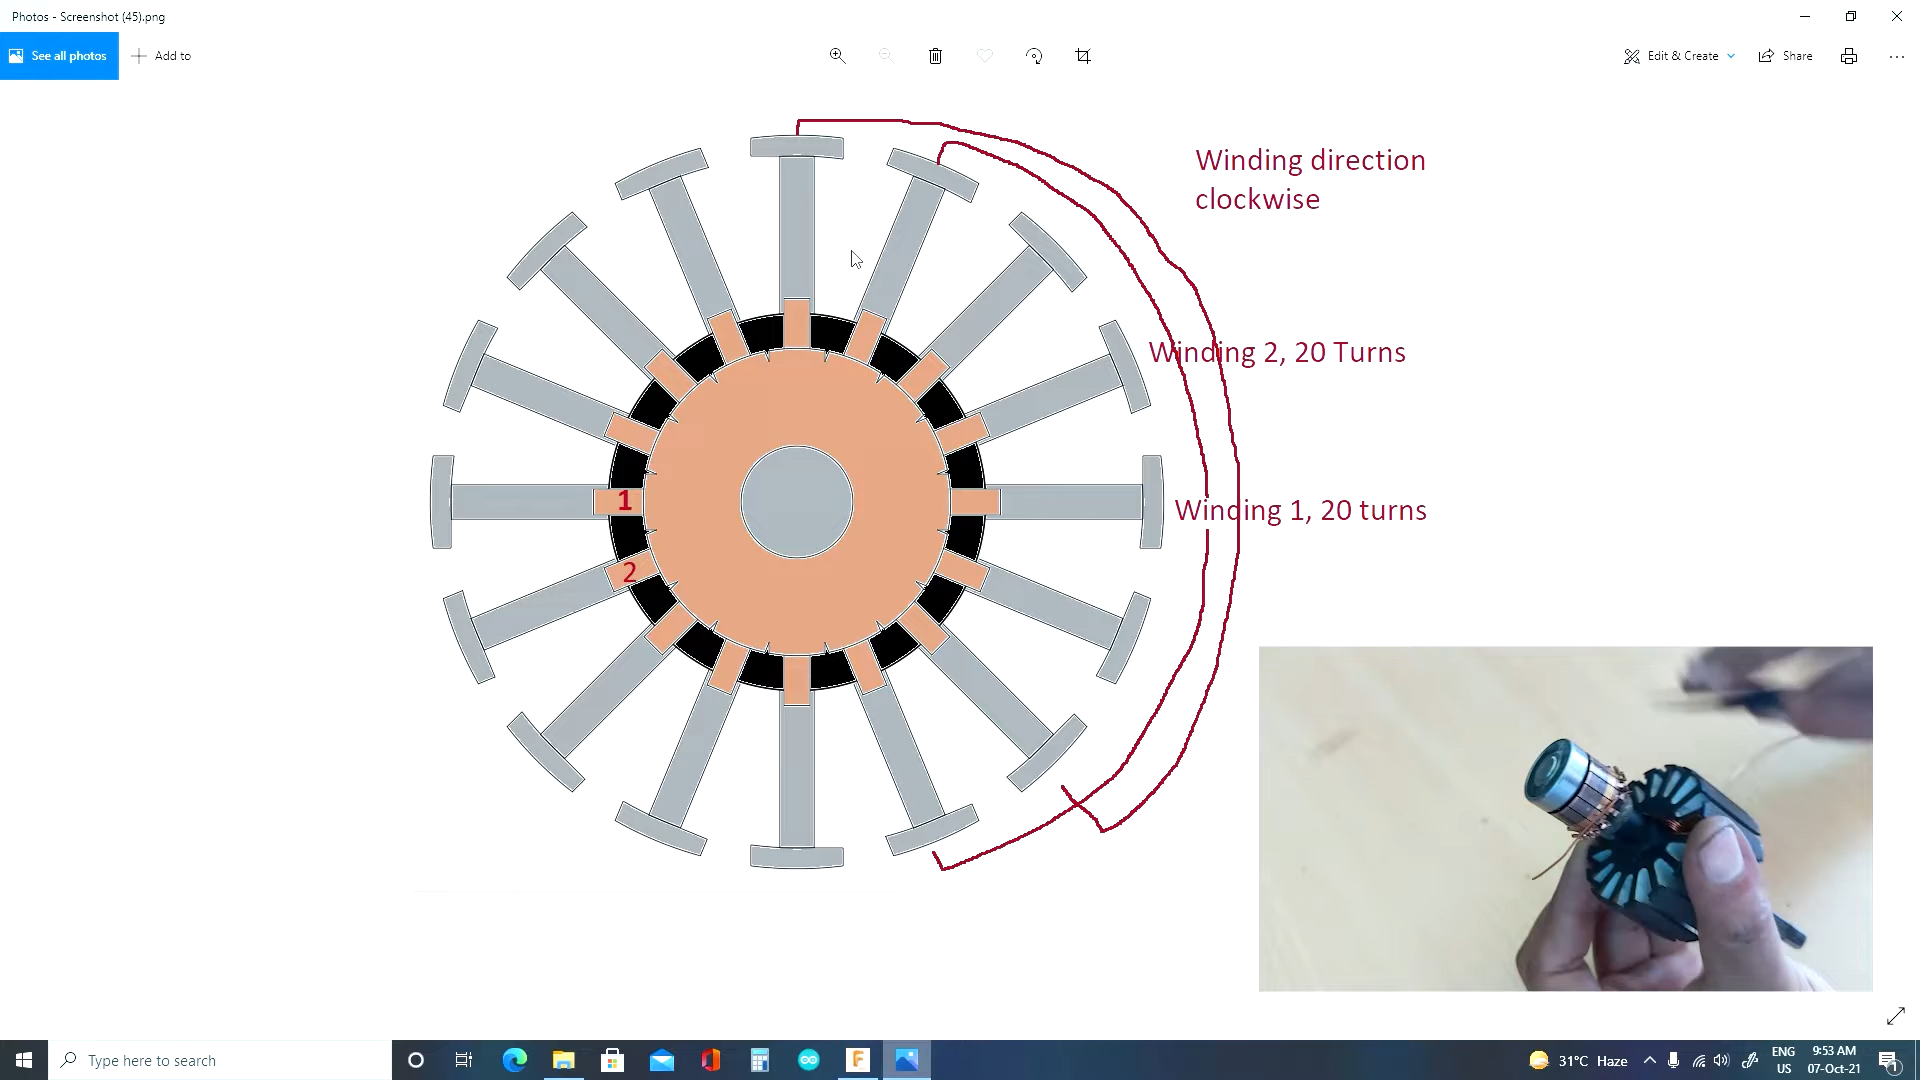 Photos - Screenshot (45).png
See all photos
Add to
Edit & Create
Share
Winding direction
clockwise
Winding 2, 20 Turns
Winding 1, 20 turns
1
2
Type here to search
31°C Haze
ENG
US
9:53 AM
07-Oct-21
1